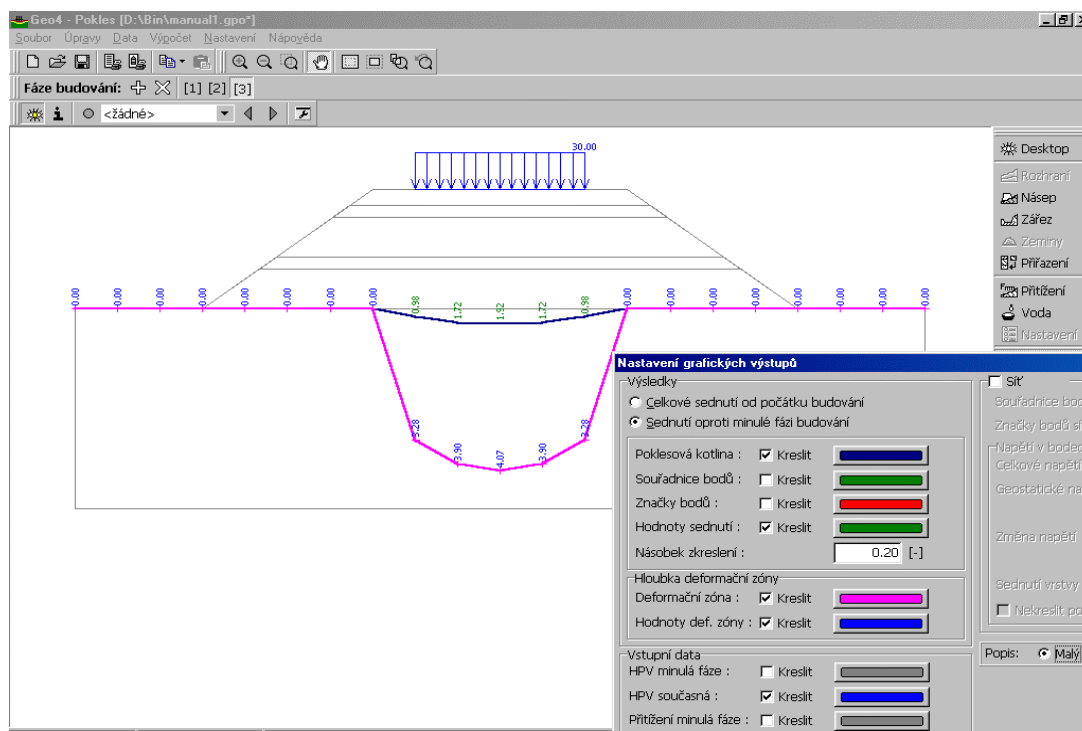 Geo4 - Pokles [D:\Bin\manual1.gpo*]
Soubor Úpravy Data Výpočet Nastavení Nápověda
Fáze budování: [1] [2] [3]
<žádné>
30.00
Desktop
Rozhraní
Násep
Zářez
Zeminy
Přiřazení
Přitížení
Voda
Nastavení
-0.00 -0.00 -0.00 -0.00 -0.00 -0.00 -0.00 -0.00 -0.00 -0.00 -0.00 -0.00 -0.00 -0.00 -0.00 -0.00
0.98 1.72 1.92 1.72 0.98
3.28 3.90 4.07 3.90 3.28
Nastavení grafických výstupů
Výsledky
Celkové sednutí od počátku budování
Sednutí oproti minulé fázi budování
Poklesová kotlina : Kreslit
Souřadnice bodů : Kreslit
Značky bodů : Kreslit
Hodnoty sednutí : Kreslit
Násobek zkreslení : 0.20 [-]
Hloubka deformační zóny
Deformační zóna : Kreslit
Hodnoty def. zóny : Kreslit
Vstupní data
HPV minulá fáze : Kreslit
HPV současná : Kreslit
Přitížení minulá fáze : Kreslit
Síť
Souřadnice
Značky bodů
Napětí v
Celkové napětí
Geostatické
Změna napětí
Sednutí vrstvy
Nekreslit
Popis: Malý